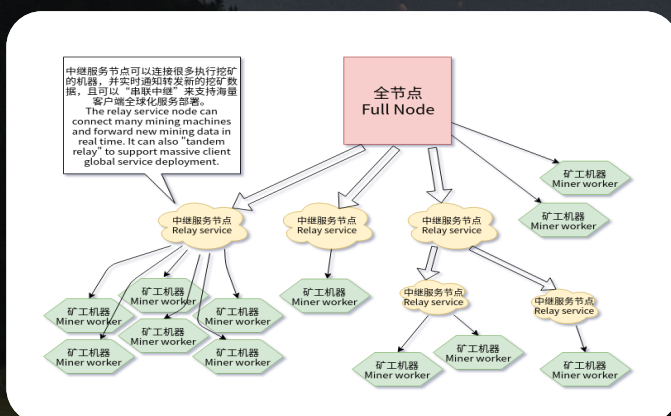 中继服务节点可以连接很多执行挖矿
的机器，并实时通知转发新的挖矿数
据，且可以“串联中继”来支持海量
客户端全球化服务部署。
The relay service node can
connect many mining machines
and forward new mining data in
real time. It can also "tandem
relay" to support massive client
global service deployment.
全节点
Full Node
矿工机器
Miner worker
矿工机器
Miner worker
中继服务节点
Relay service
中继服务节点
Relay service
中继服务节点
Relay service
矿工机器
Miner worker
矿工机器
Miner worker
矿工机器
Miner worker
矿工机器
Miner worker
矿工机器
Miner worker
矿工机器
Miner worker
矿工机器
Miner worker
中继服务节点
Relay service
中继服务节点
Relay service
矿工机器
Miner worker
矿工机器
Miner worker
矿工机器
Miner worker